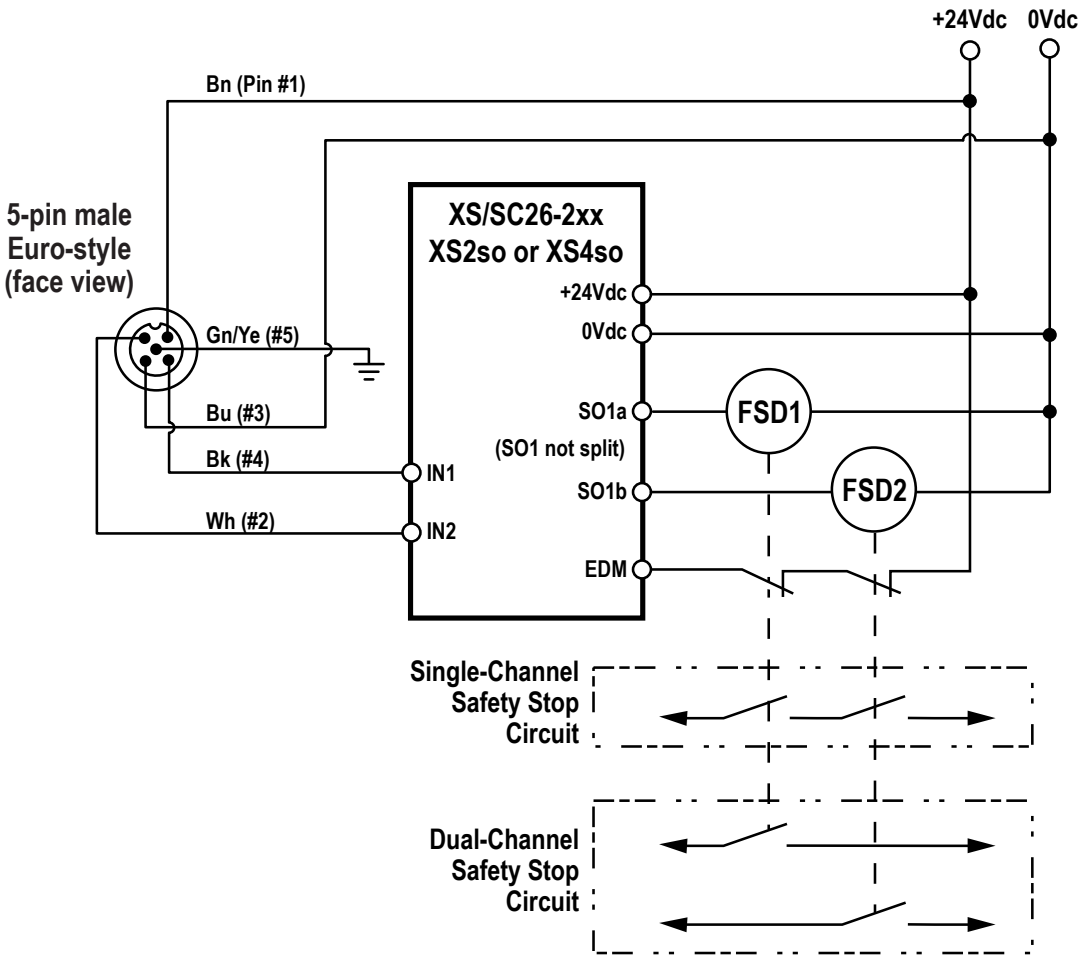 +24Vdc 0Vdc
Bn (Pin #1)
5-pin male
Euro-style
(face view)
XS/SC26-2xx
XS2so or XS4so
+24Vdc
0Vdc
Gn/Ye (#5)
Bu (#3)
SO1a
FSD1
(SO1 not split)
Bk (#4)
IN1
SO1b
FSD2
Wh (#2)
IN2
EDM
Single-Channel
Safety Stop
Circuit
Dual-Channel
Safety Stop
Circuit